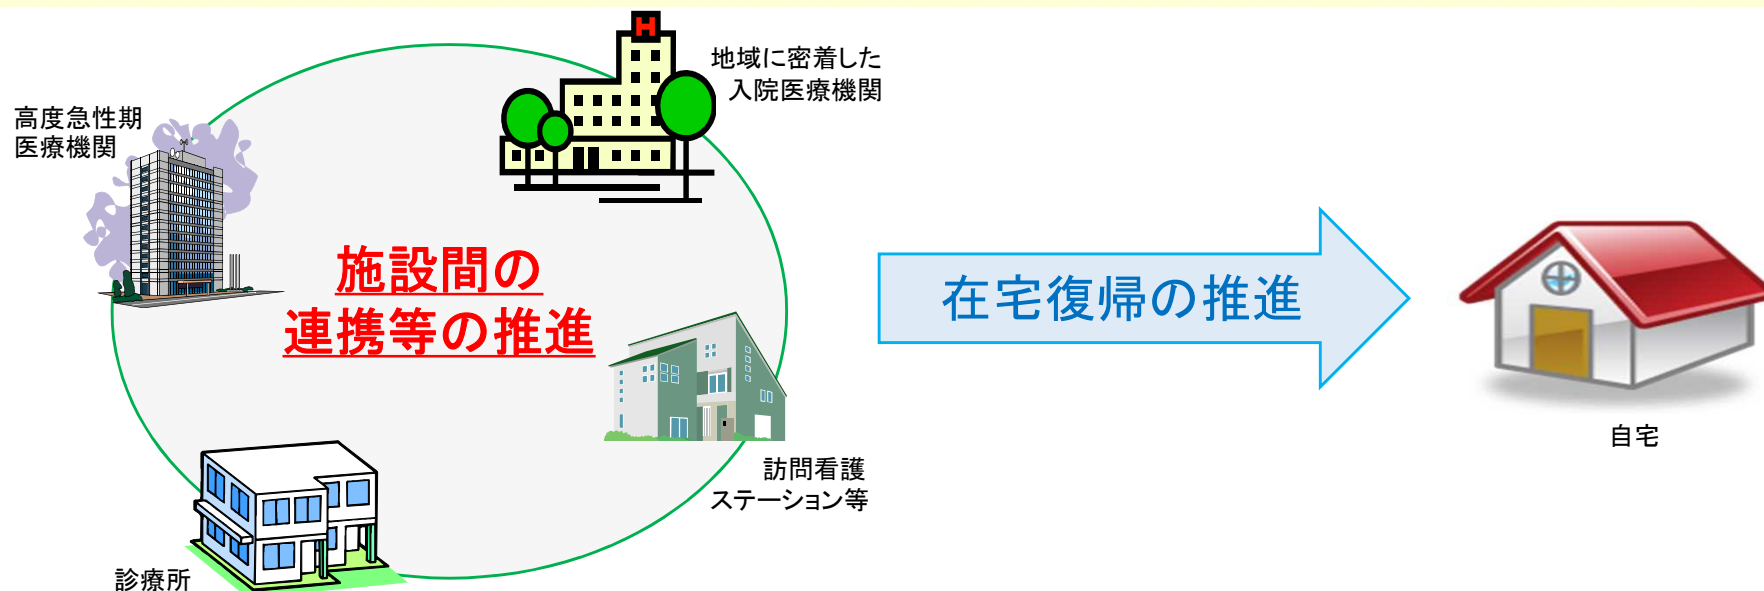 地域に密着した
入院医療機関
高度急性期
医療機関
施設間の
連携等の推進
訪問看護
ステーション等
診療所
在宅復帰の推進
自宅
H